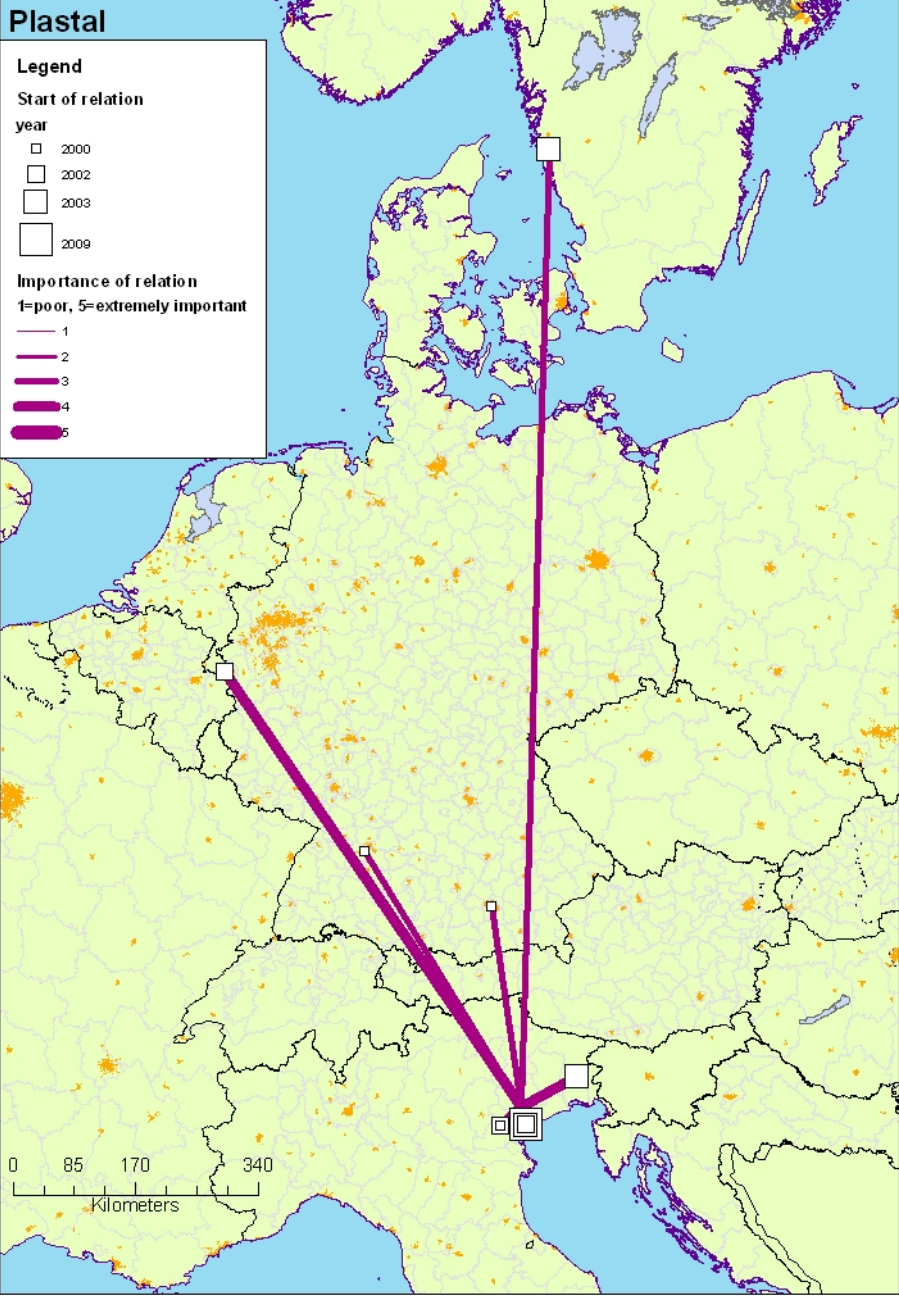 Plastal
Legend
Start of relation
year
2000
2002
2003
2009
Importance of relation
1=poor, 5=extremely important
1
2
3
4
5
0 85 170 340
Kilometers